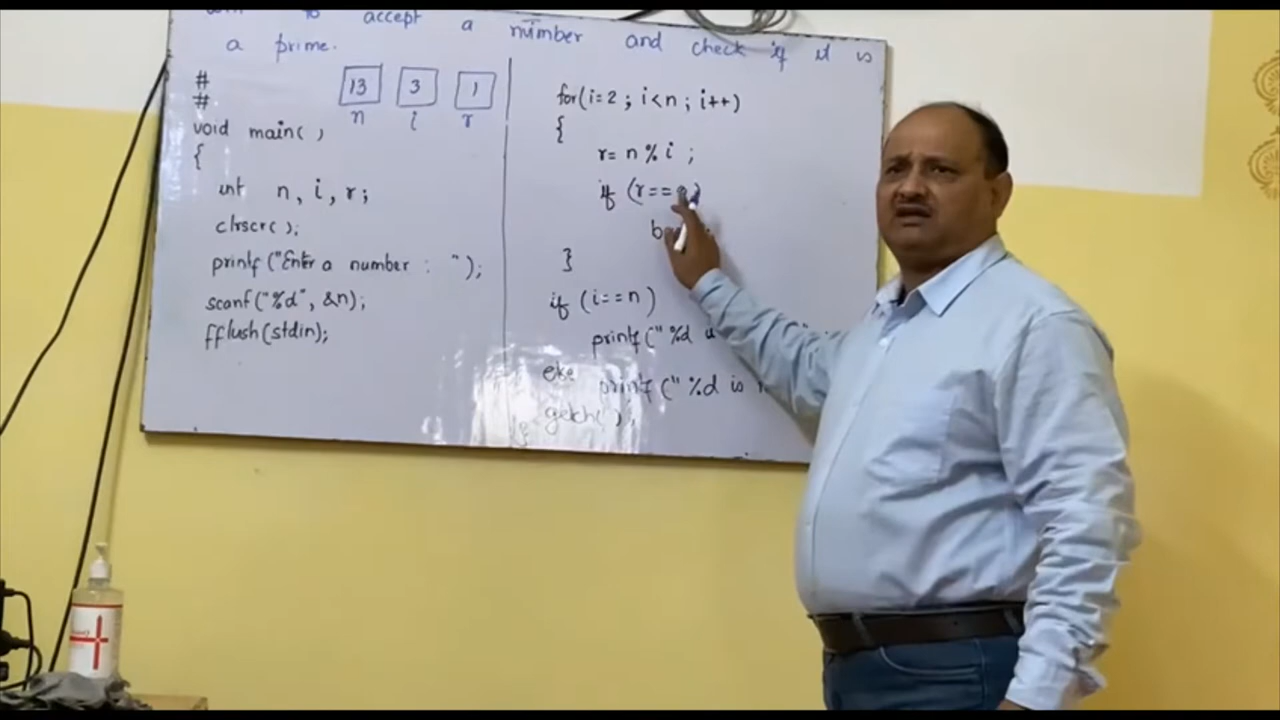 to accept a number and check if it is
a prime.
#
#
13 3 1
n i r
void main( )
{
int n, i, r;
clrscr( );
printf ("Enter a number : ");
scanf("%d", &n);
fflush(stdin);
for(i=2 ; i<n ; i++)
{
r= n % i ;
if (r==
}
if (i==n )
printf(" %d
else printf (" %d is
getch( );